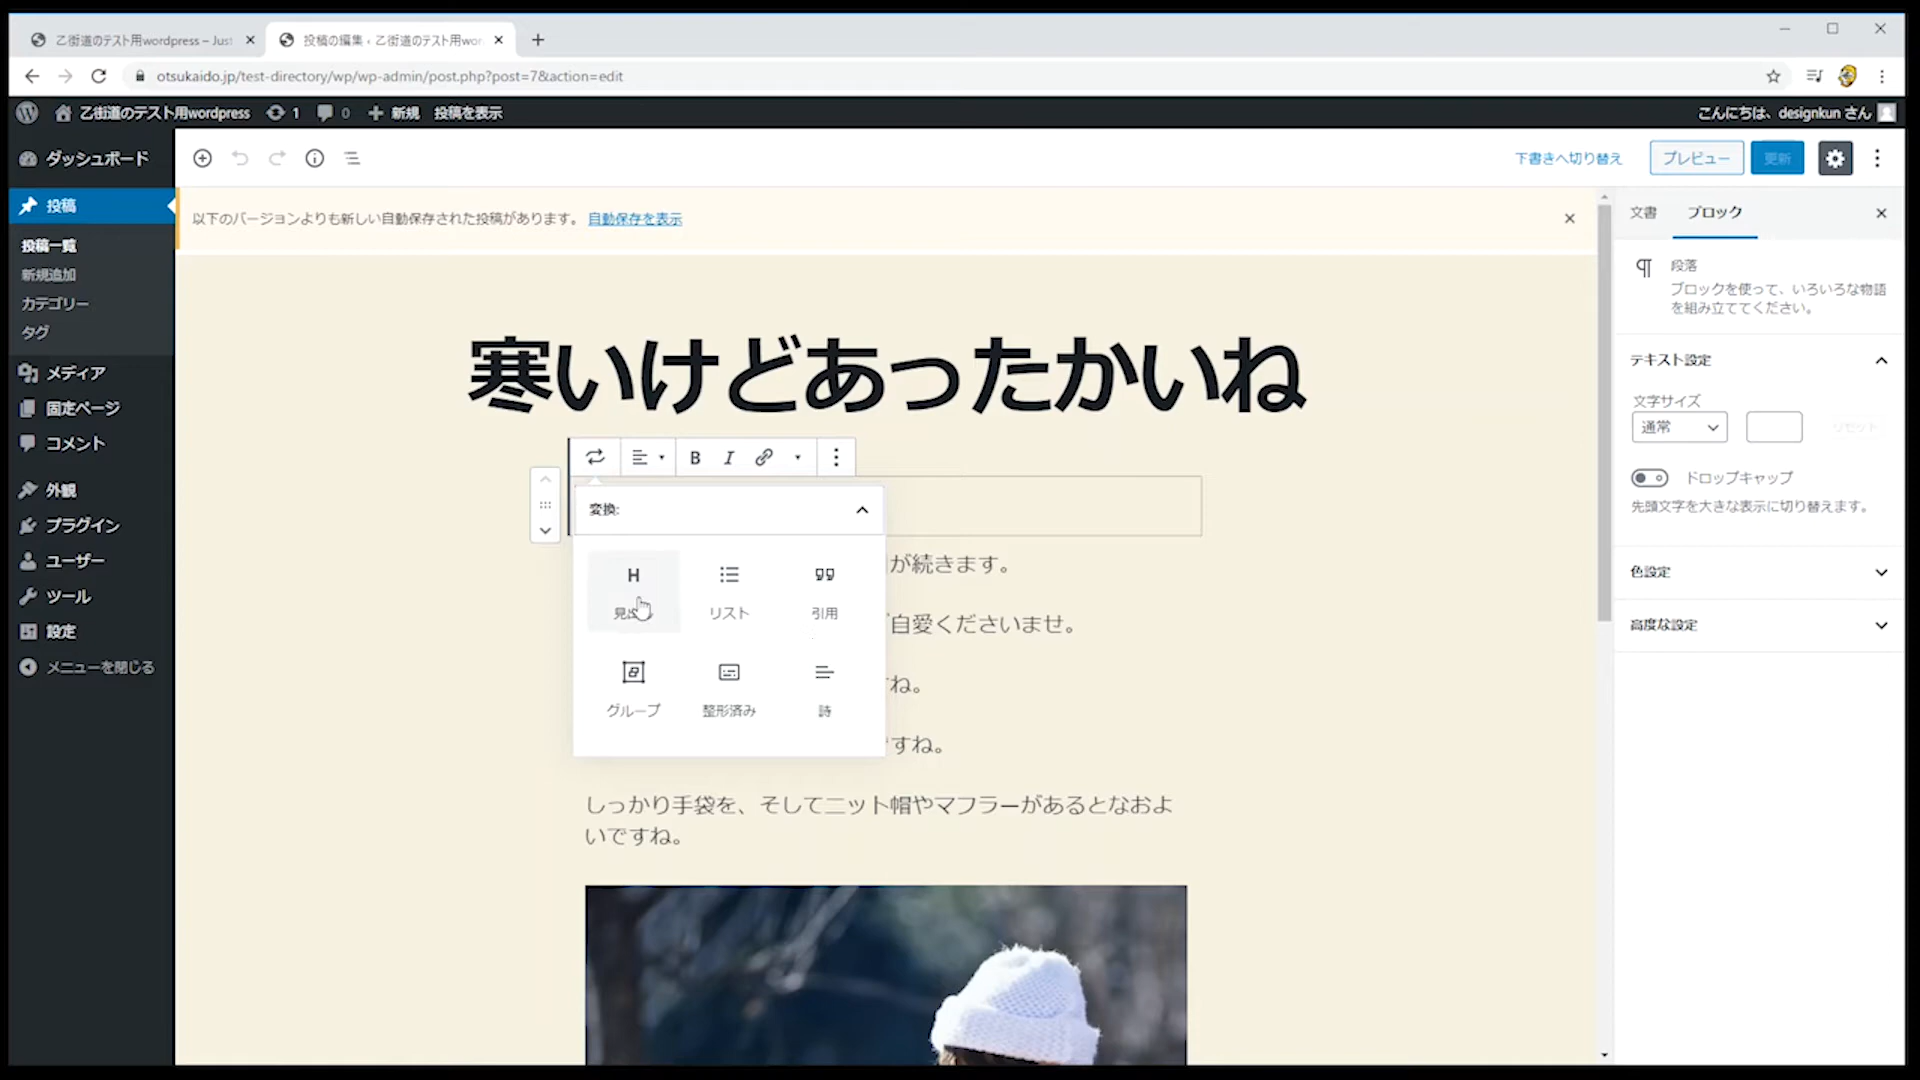 乙街道のテスト用wordpress – Jus
投稿の編集 ‹ 乙街道のテスト用wor
otsukaido.jp/test-directory/wp/wp-admin/post.php?post=7&action=edit
乙街道のテスト用wordpress 1 0 新規 投稿を表示
こんにちは、designkun さん
ダッシュボード
投稿
投稿一覧
新規追加
カテゴリー
タグ
メディア
固定ページ
コメント
外観
プラグイン
ユーザー
ツール
設定
メニューを閉じる
下書きへ切り替え プレビュー 更新
以下のバージョンよりも新しい自動保存された投稿があります。 自動保存を表示
寒いけどあったかいね
B I
変換:
H
リスト
引用
グループ
整形済み
詩
が続きます。
自愛くださいませ。
ね。
すね。
しっかり手袋を、そしてニット帽やマフラーがあるとなおよ
いですね。
文書 ブロック
段落
ブロックを使って、いろいろな物語
を組み立ててください。
テキスト設定
文字サイズ
通常
リセット
ドロップキャップ
先頭文字を大きな表示に切り替えます。
色設定
高度な設定